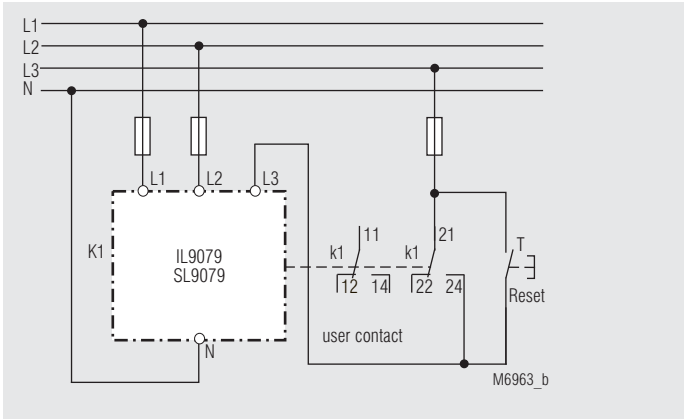 L1
L2
L3
N
L1
L2
L3
K1
IL9079
SL9079
N
k1
11
12
14
k1
21
22
24
T
Reset
user contact
M6963_b